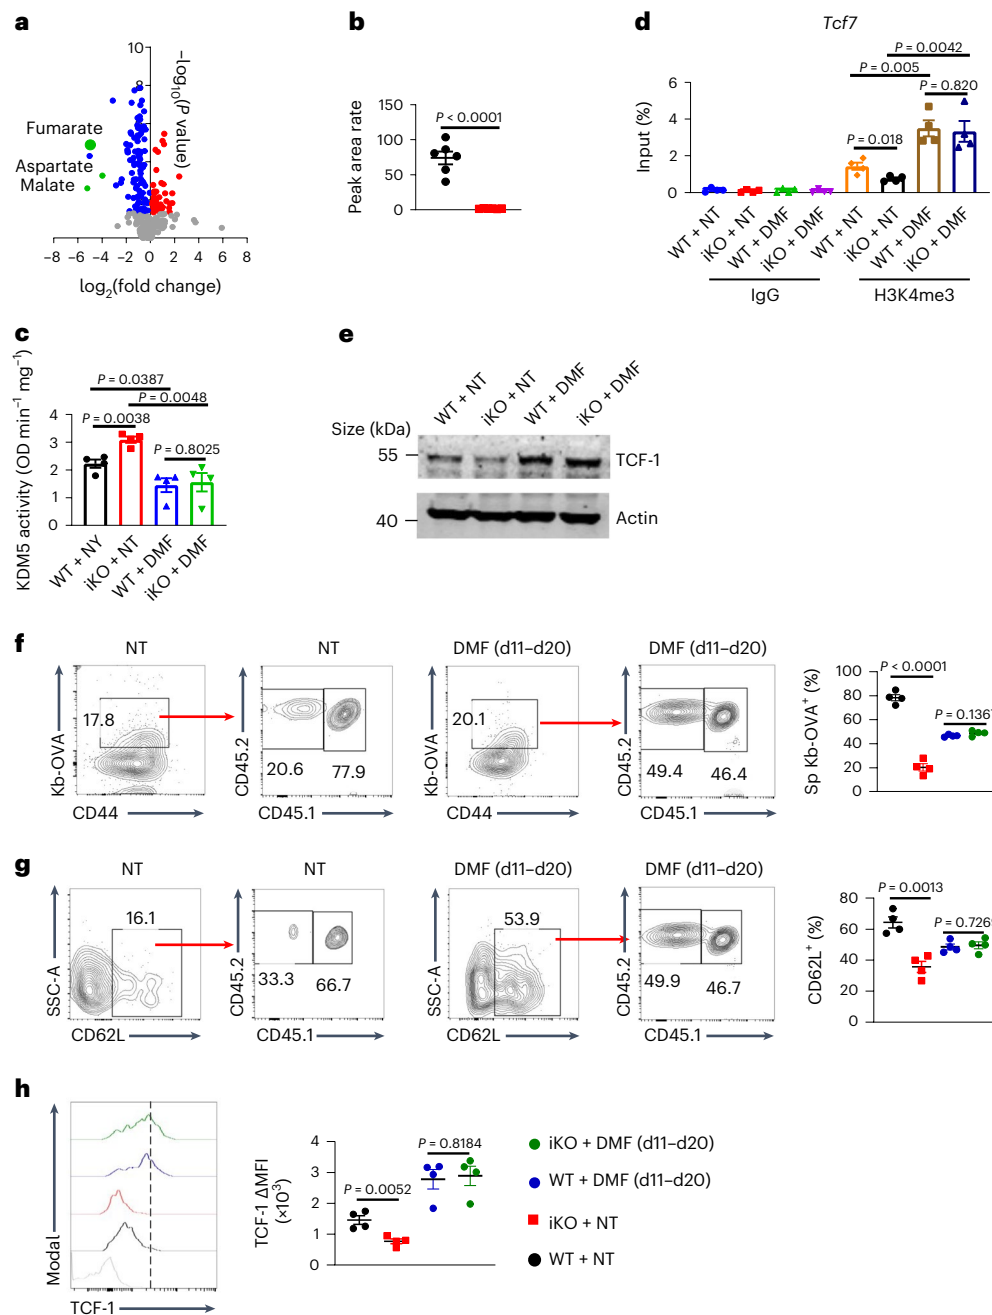 a
10
8
6
4
2
–log10(P value)
Fumarate
Aspartate
Malate
–8 –6 –4 –2 0 2 4 6 8
log2(fold change)
b
150
100
50
0
Peak area rate
P < 0.0001
d
Tcf7
P = 0.0042
P = 0.005
P = 0.820
P = 0.018
6
4
2
0
Input (%)
WT + NT
iKO + NT
WT + DMF
iKO + DMF
WT + NT
iKO + NT
WT + DMF
iKO + DMF
IgG
H3K4me3
c
KDM5 activity (OD min–1 mg–1)
P = 0.0387
P = 0.0048
P = 0.0038
P = 0.8025
4
3
2
1
0
WT + NY
iKO + NT
WT + DMF
iKO + DMF
e
WT + NT
iKO + NT
WT + DMF
iKO + DMF
Size (kDa)
55
TCF-1
40
Actin
f
NT
Kb-OVA
17.8
CD44
NT
CD45.2
20.6
77.9
CD45.1
DMF (d11–d20)
Kb-OVA
20.1
CD44
DMF (d11–d20)
CD45.2
49.4
46.4
CD45.1
Sp Kb-OVA+ (%)
100
80
60
40
20
0
P < 0.0001
P = 0.1367
g
NT
SSC-A
16.1
CD62L
NT
CD45.2
33.3
66.7
CD45.1
DMF (d11–d20)
SSC-A
53.9
CD62L
DMF (d11–d20)
CD45.2
49.9
46.7
CD45.1
CD62L+ (%)
80
60
40
20
0
P = 0.0013
h
Modal
TCF-1
TCF-1 ΔMFI
(×103)
4
3
2
1
0
P = 0.8184
P = 0.0052
iKO + DMF (d11–d20)
WT + DMF (d11–d20)
iKO + NT
WT + NT